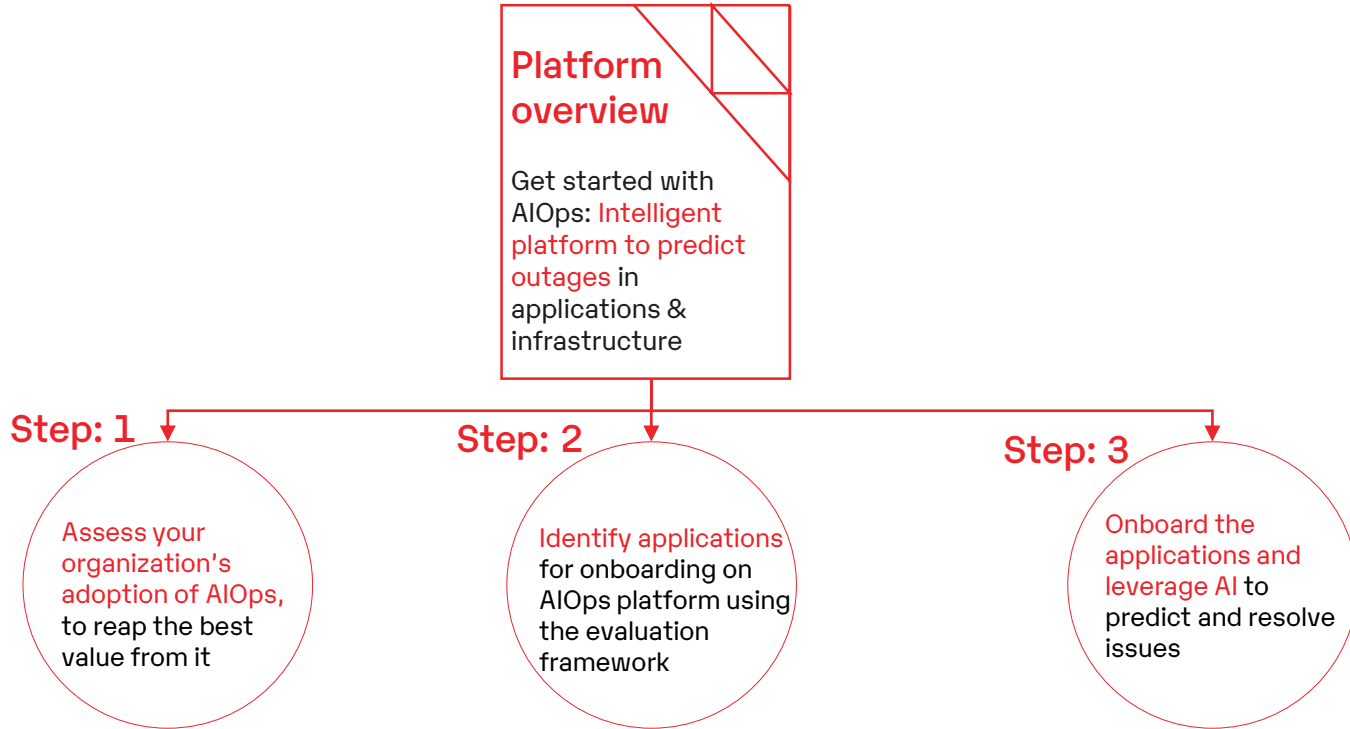 Platform
overview
Get started with
AIOps: Intelligent
platform to predict
outages in
applications &
infrastructure
Step: 1
Assess your
organization's
adoption of AIOps,
to reap the best
value from it
Step: 2
Identify applications
for onboarding on
AIOps platform using
the evaluation
framework
Step: 3
Onboard the
applications and
leverage AI to
predict and resolve
issues